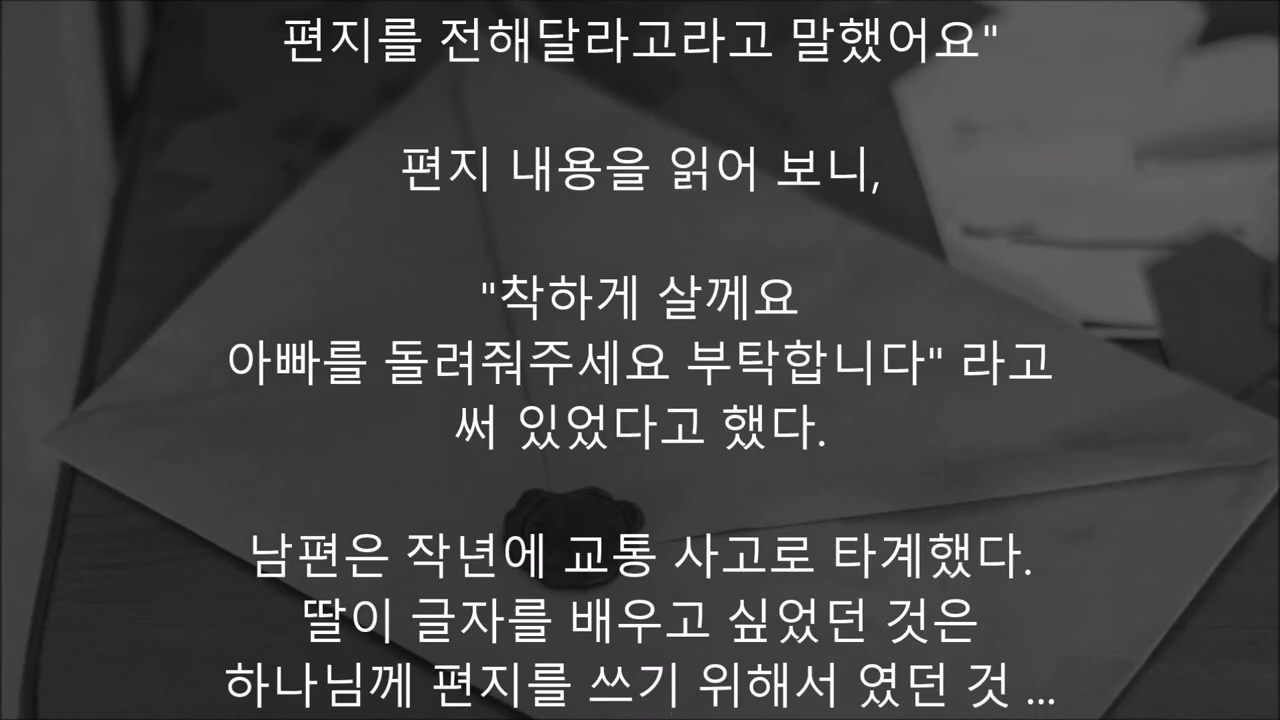 편지를 전해달라고라고 말했어요"
편지 내용을 읽어 보니,
"착하게 살께요
아빠를 돌려줘주세요 부탁합니다" 라고
써 있었다고 했다.
남편은 작년에 교통 사고로 타계했다.
딸이 글자를 배우고 싶었던 것은
하나님께 편지를 쓰기 위해서 였던 것 ...